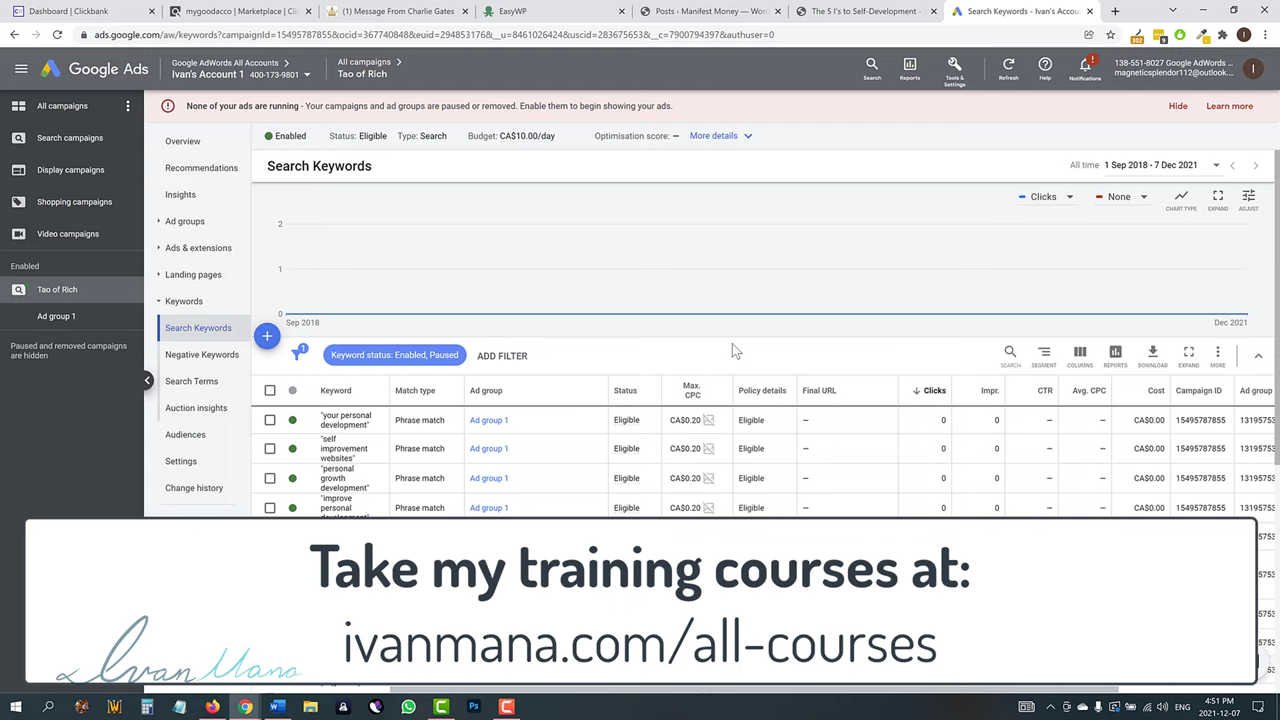 Dashboard | Clickbank
mygoodacco | Marketplace | Cli
(1) Message From Charlie Gates
EasyWP
Posts ‹ Manifest Money — Wor
The 5 I's to Self-Development -
Search Keywords - Ivan's Accou
ads.google.com/aw/keywords?campaignId=15495787855&ocid=367740848&euid=294853176&__u=8461026424&uscid=283675653&__c=7900794397&authuser=0
Google Ads
Google AdWords All Accounts
Ivan's Account 1 400-173-9801
All campaigns
Tao of Rich
Search
Reports
Tools &
Settings
Refresh
Help
Notifications
138-551-8027 Google AdWords ...
magneticsplendor112@outlook....
I
All campaigns
Search campaigns
Display campaigns
Shopping campaigns
Video campaigns
Enabled
Tao of Rich
Ad group 1
Paused and removed campaigns
are hidden
Overview
Recommendations
Insights
Ad groups
Ads & extensions
Landing pages
Keywords
Search Keywords
Negative Keywords
Search Terms
Auction insights
Audiences
Settings
Change history
None of your ads are running - Your campaigns and ad groups are paused or removed. Enable them to begin showing your ads.
Hide
Learn more
Enabled Status: Eligible Type: Search Budget: CA$10.00/day Optimisation score: — More details
Search Keywords
All time 1 Sep 2018 - 7 Dec 2021
Clicks
None
CHART TYPE
EXPAND
ADJUST
2
1
0
Sep 2018
Dec 2021
1
Keyword status: Enabled, Paused
ADD FILTER
SEARCH
SEGMENT
COLUMNS
REPORTS
DOWNLOAD
EXPAND
MORE
Keyword Match type Ad group Status Max. CPC Policy details Final URL Clicks Impr. CTR Avg. CPC Cost Campaign ID Ad group
"your personal development" Phrase match Ad group 1 Eligible CA$0.20 Eligible — 0 0 — — CA$0.00 15495787855 13195753
"self improvement websites" Phrase match Ad group 1 Eligible CA$0.20 Eligible — 0 0 — — CA$0.00 15495787855 13195753
"personal growth development" Phrase match Ad group 1 Eligible CA$0.20 Eligible — 0 0 — — CA$0.00 15495787855 13195753
"improve personal Phrase match Ad group 1 Eligible CA$0.20 Eligible — 0 0 — — CA$0.00 15495787855 13195753
Take my training courses at:
ivanmana.com/all-courses
Ivan Mana
ENG
4:51 PM
2021-12-07